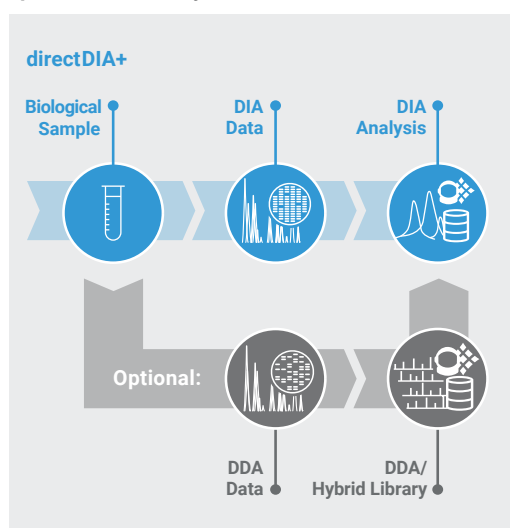 directDIA+
Biological
Sample
DIA
Data
DIA
Analysis
Optional:
DDA
Data
DDA/
Hybrid Library